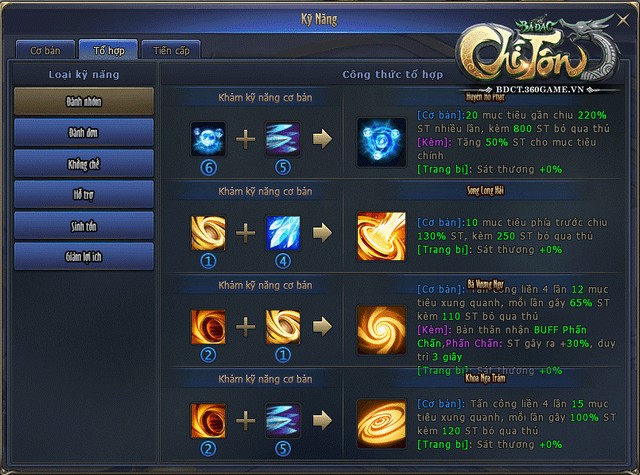 Kỹ Năng
BÁ ĐẠO
Chí Tôn
BDCT.360GAME.VN
Cơ bản
Tổ hợp
Tiến cấp
Loại kỹ năng
Công thức tổ hợp
Đánh nhóm
Đánh đơn
Khống chế
Hỗ trợ
Sinh tồn
Giảm lợi ích
Khảm kỹ năng cơ bản
6
5
[Cơ bản]:20 mục tiêu gần chịu 220%
ST nhiều lần, kèm 800 ST bỏ qua thủ
[Kèm]: Tăng 50% ST cho mục tiêu
chính
[Trang bị]: Sát thương +0%
Khảm kỹ năng cơ bản
1
4
Song Long Hải
[Cơ bản]:10 mục tiêu phía trước chịu
130% ST, kèm 250 ST bỏ qua thủ
[Trang bị]: Sát thương +0%
Khảm kỹ năng cơ bản
2
1
Bá Vương Ngự
[Cơ bản]: Tấn công liền 4 lần 12 mục
tiêu xung quanh, mỗi lần gây 65% ST
kèm 110 ST bỏ qua thủ
[Kèm]: Bản thân nhận BUFF Phấn
Chấn,Phấn Chấn: ST gây ra +30%, duy
trì 3 giây
[Trang bị]: Sát thương +0%
Khảm kỹ năng cơ bản
2
5
Khoa Nga Trảm
[Cơ bản]: Tấn công liền 4 lần 15 mục
tiêu xung quanh, mỗi lần gây 100% ST
kèm 120 ST bỏ qua thủ
[Trang bị]: Sát thương +0%